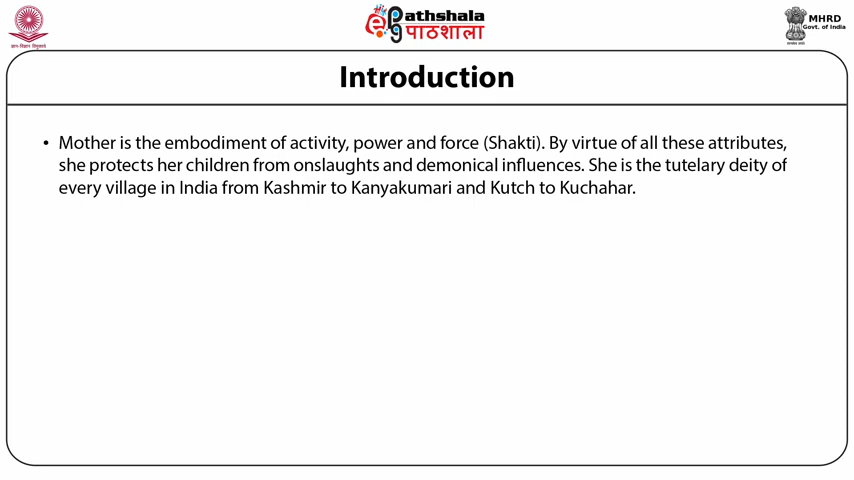 ePathshala
पाठशाला
MHRD
Govt. of India
ज्ञान-विज्ञान विमुक्तये
Introduction
• Mother is the embodiment of activity, power and force (Shakti). By virtue of all these attributes,
she protects her children from onslaughts and demonical influences. She is the tutelary deity of
every village in India from Kashmir to Kanyakumari and Kutch to Kuchahar.